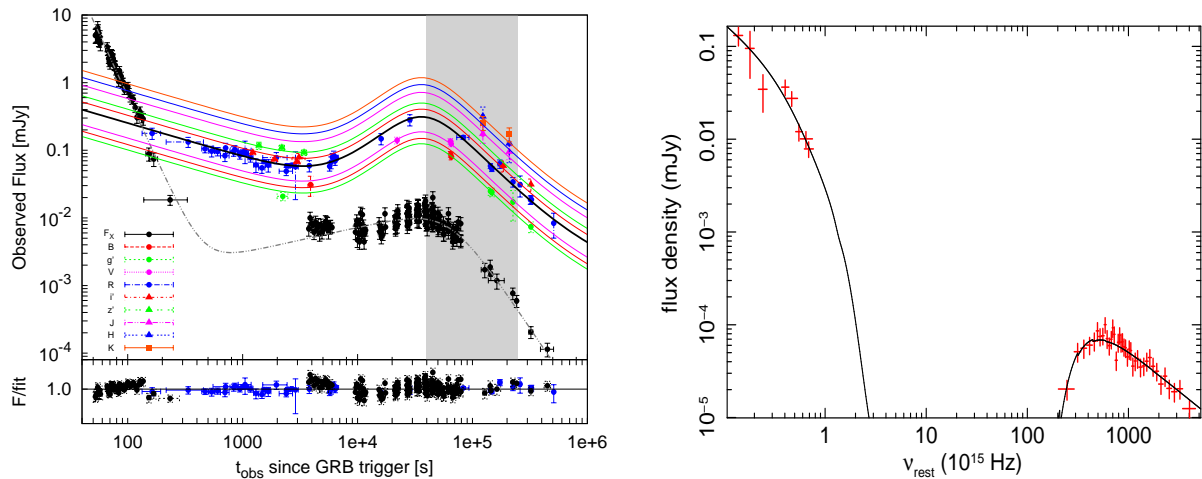 Observed Flux [mJy]
10
1
0.1
10^-2
10^-3
10^-4
F_X
B
g'
V
R
i'
z'
J
H
K
F/fit
1.0
100
1000
1e+4
1e+5
1e+6
t_obs since GRB trigger [s]
flux density (mJy)
0.1
0.01
10^-3
10^-4
10^-5
1
10
100
1000
ν_rest (10^15 Hz)